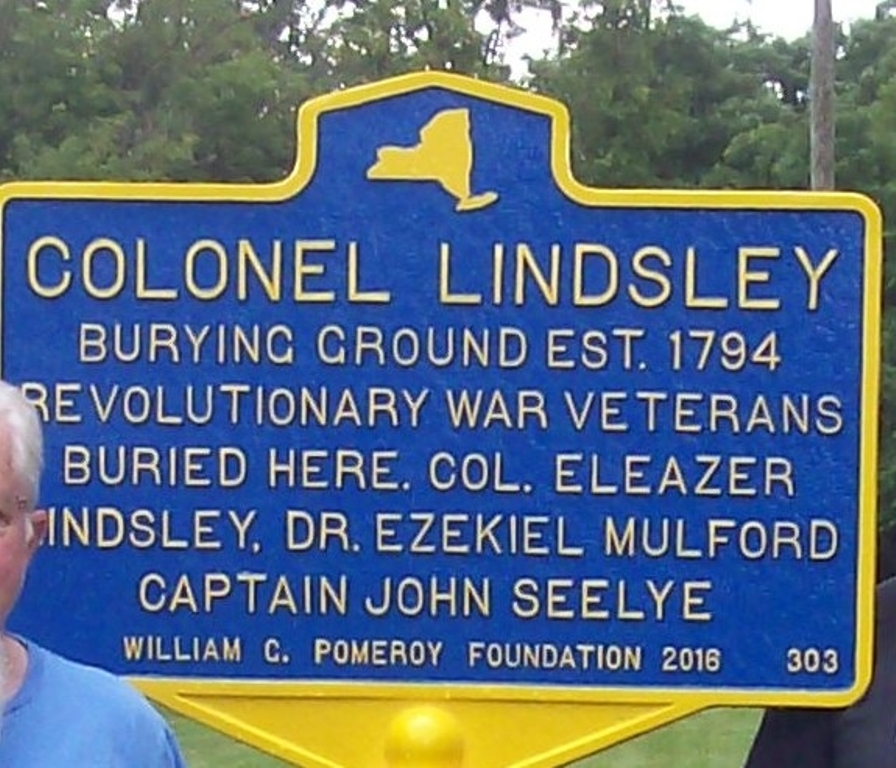 COLONEL LINDSLEY
BURYING GROUND EST. 1794
REVOLUTIONARY WAR VETERANS
BURIED HERE. COL. ELEAZER
LINDSLEY, DR. EZEKIEL MULFORD
CAPTAIN JOHN SEELYE
WILLIAM G. POMEROY FOUNDATION 2016 303